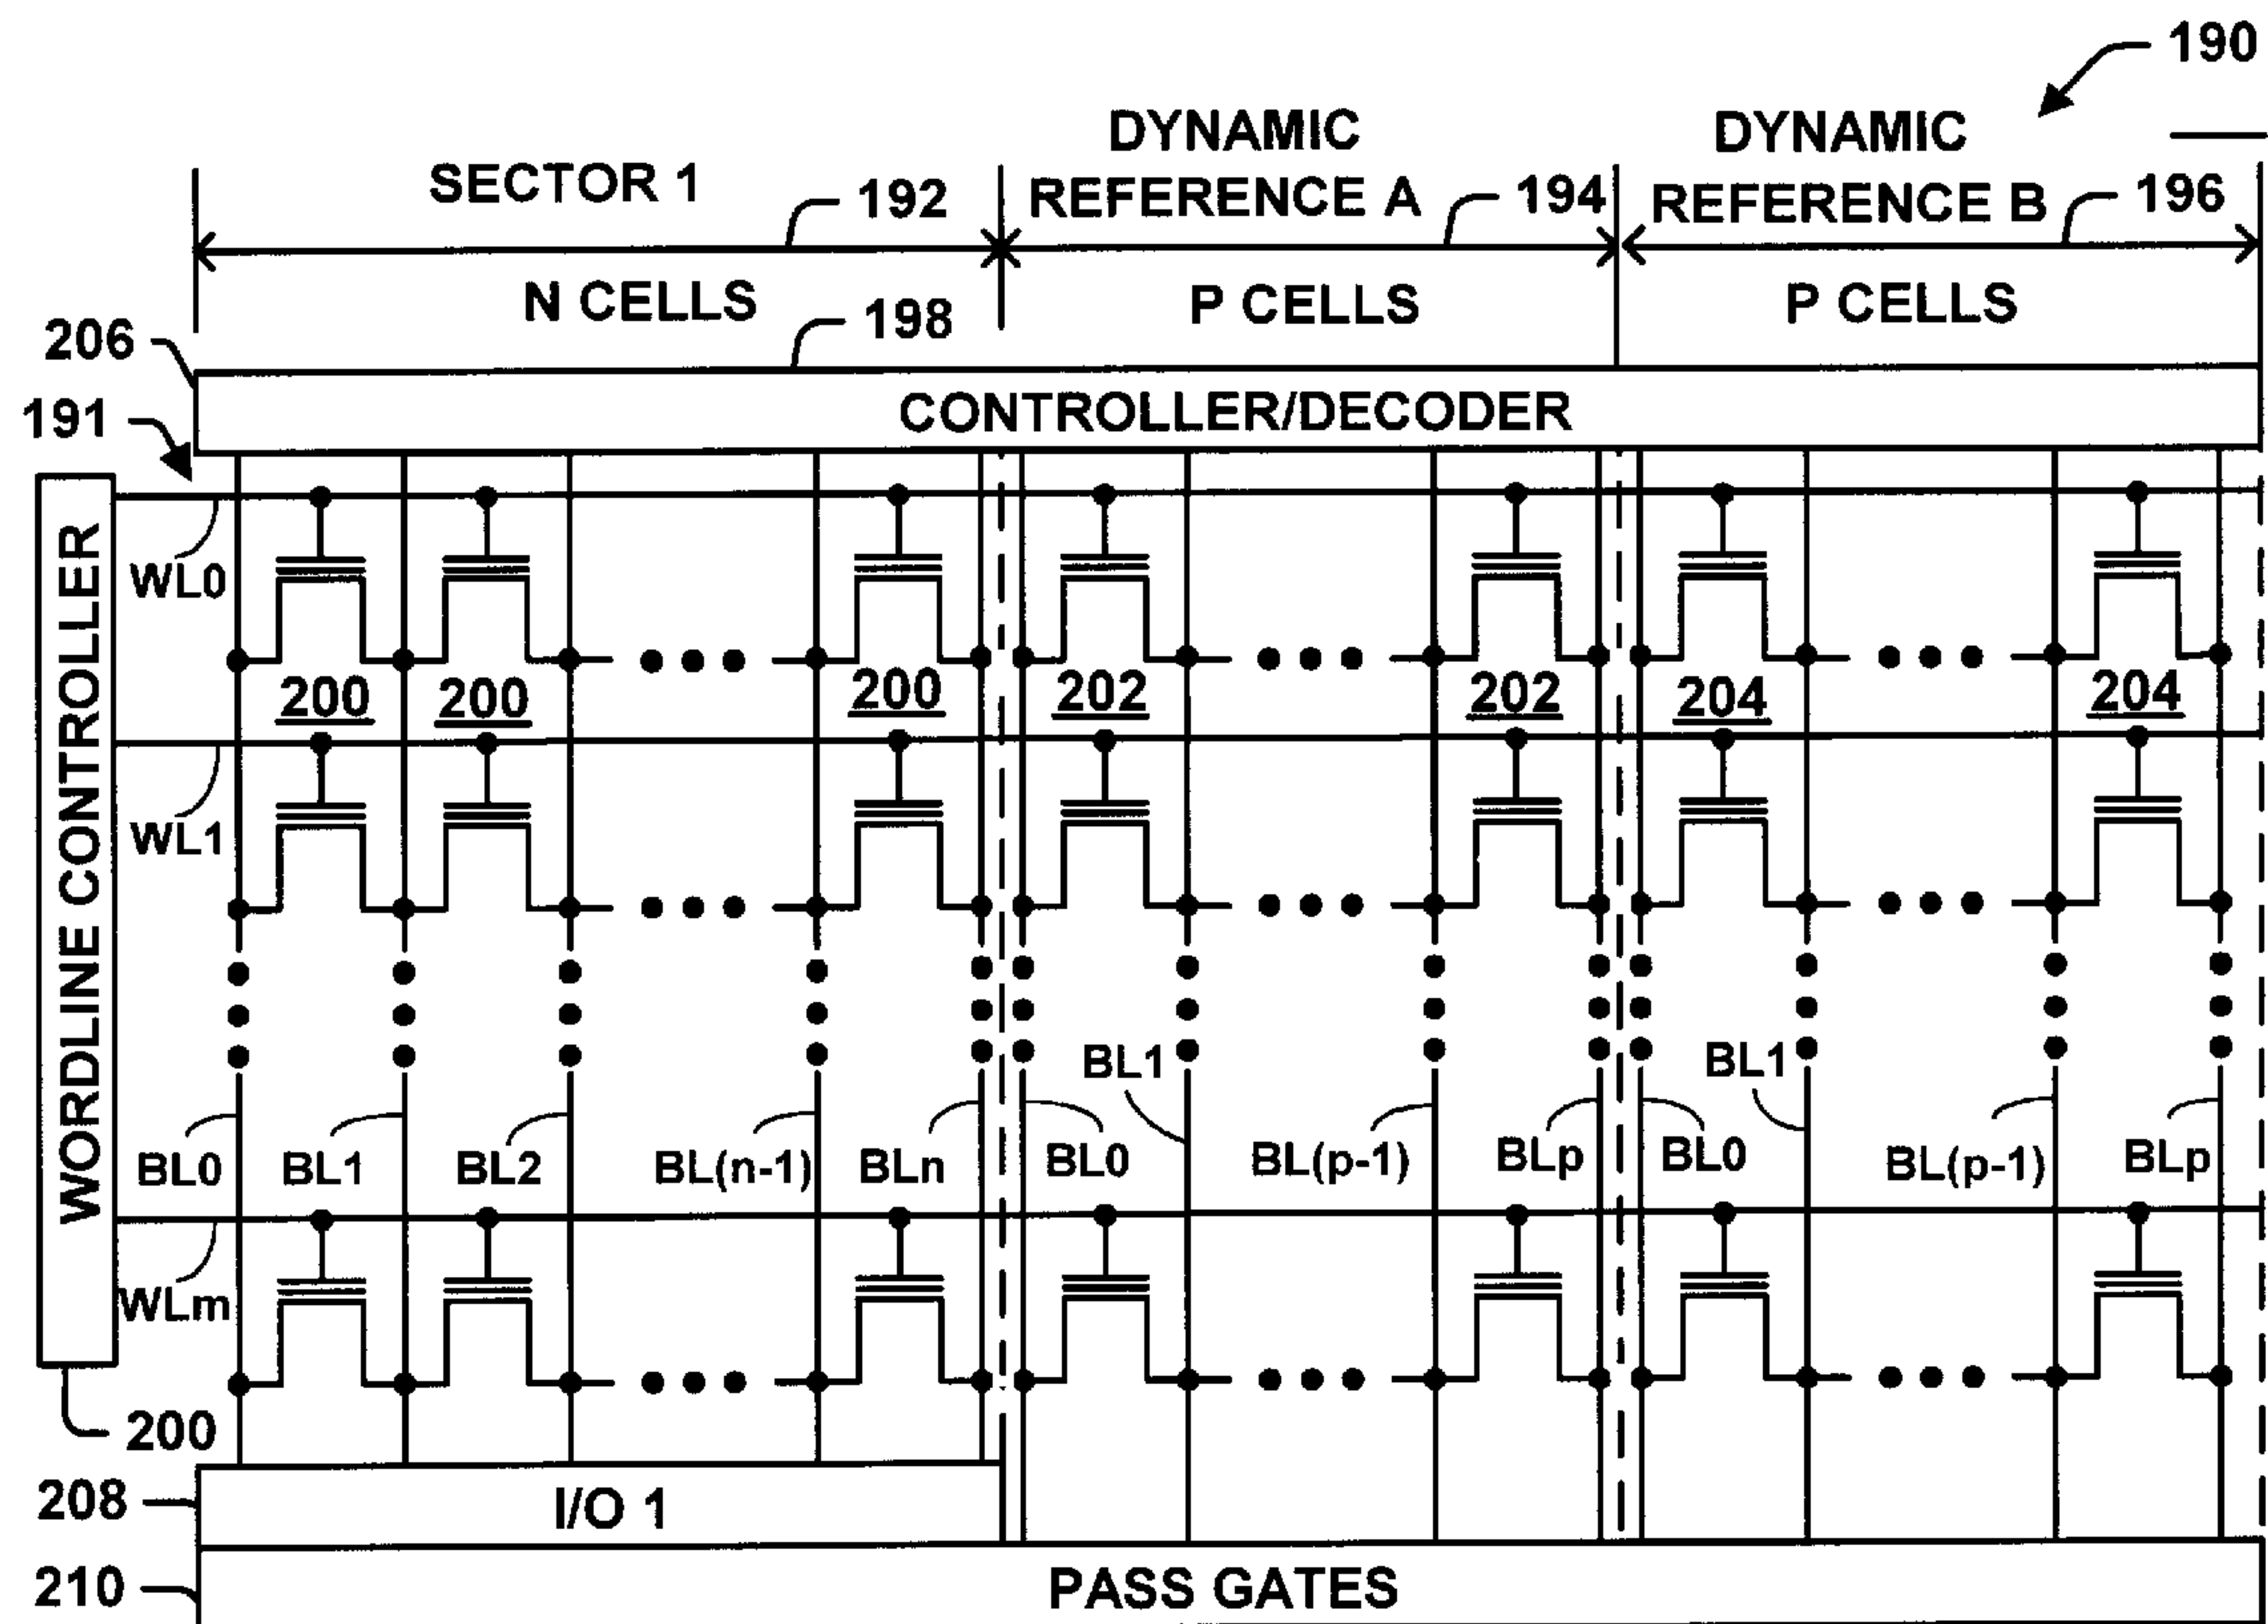 190
DYNAMIC
DYNAMIC
SECTOR 1
192
REFERENCE A
194
REFERENCE B
196
N CELLS
P CELLS
P CELLS
206
198
CONTROLLER/DECODER
191
WORDLINE CONTROLLER
WL0
200
200
200
202
202
204
204
WL1
BL1
BL1
BL0
BL1
BL2
BL(n-1)
BLn
BL0
BL(p-1)
BLp
BL0
BL(p-1)
BLp
WLm
200
208
I/O 1
210
PASS GATES